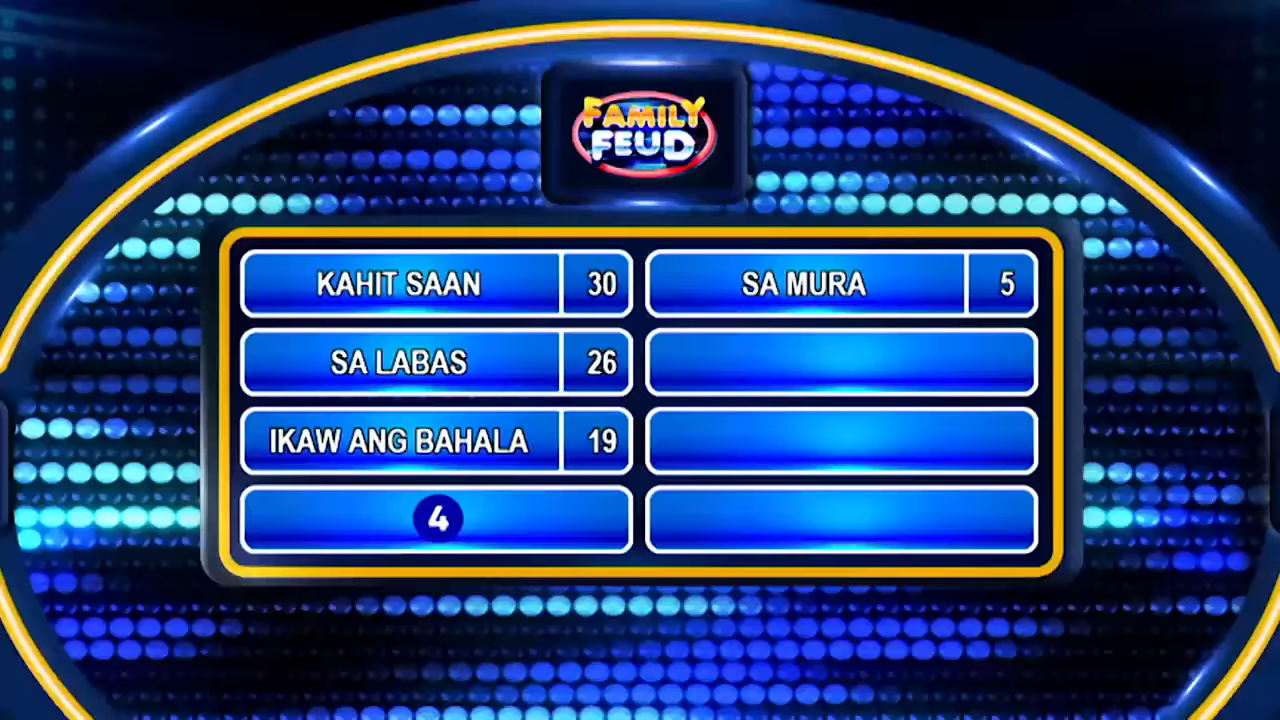 FAMILY
FEUD
KAHIT SAAN 30
SA LABAS 26
IKAW ANG BAHALA 19
4
SA MURA 5